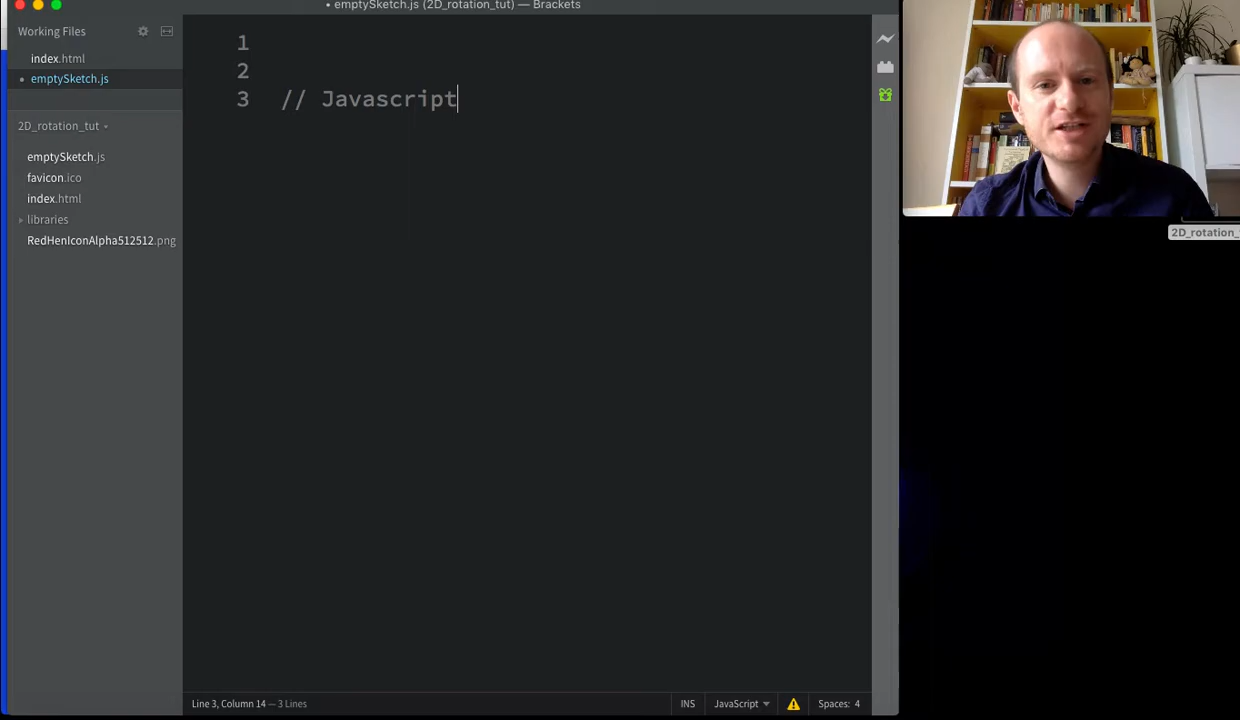 • emptySketch.js (2D_rotation_tut) — Brackets
Working Files
index.html
• emptySketch.js
2D_rotation_tut
emptySketch.js
favicon.ico
index.html
libraries
RedHenIconAlpha512512.png
1
2
3 // Javascript
2D_rotation_
Line 3, Column 14 — 3 Lines
INS
JavaScript
Spaces: 4